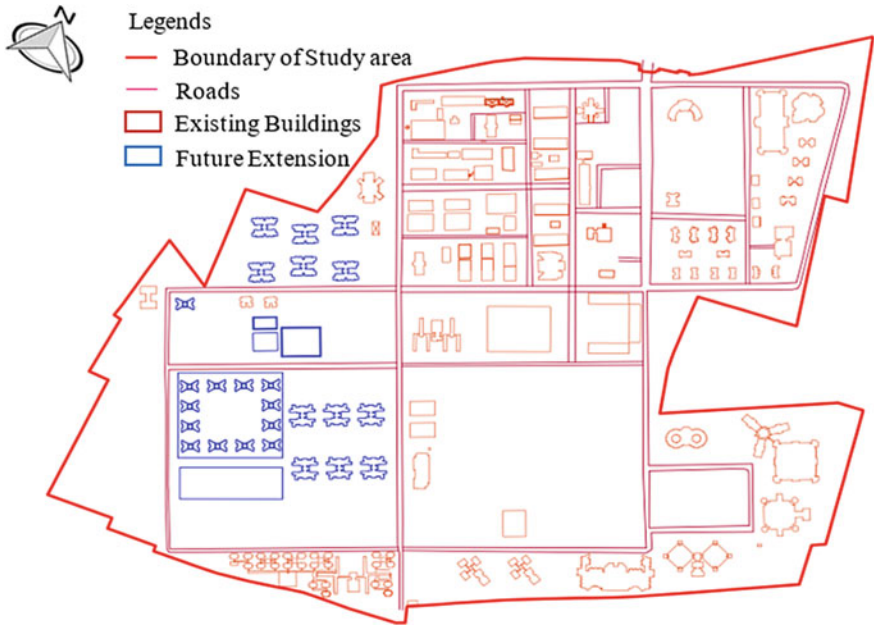 N
Legends
Boundary of Study area
Roads
Existing Buildings
Future Extension